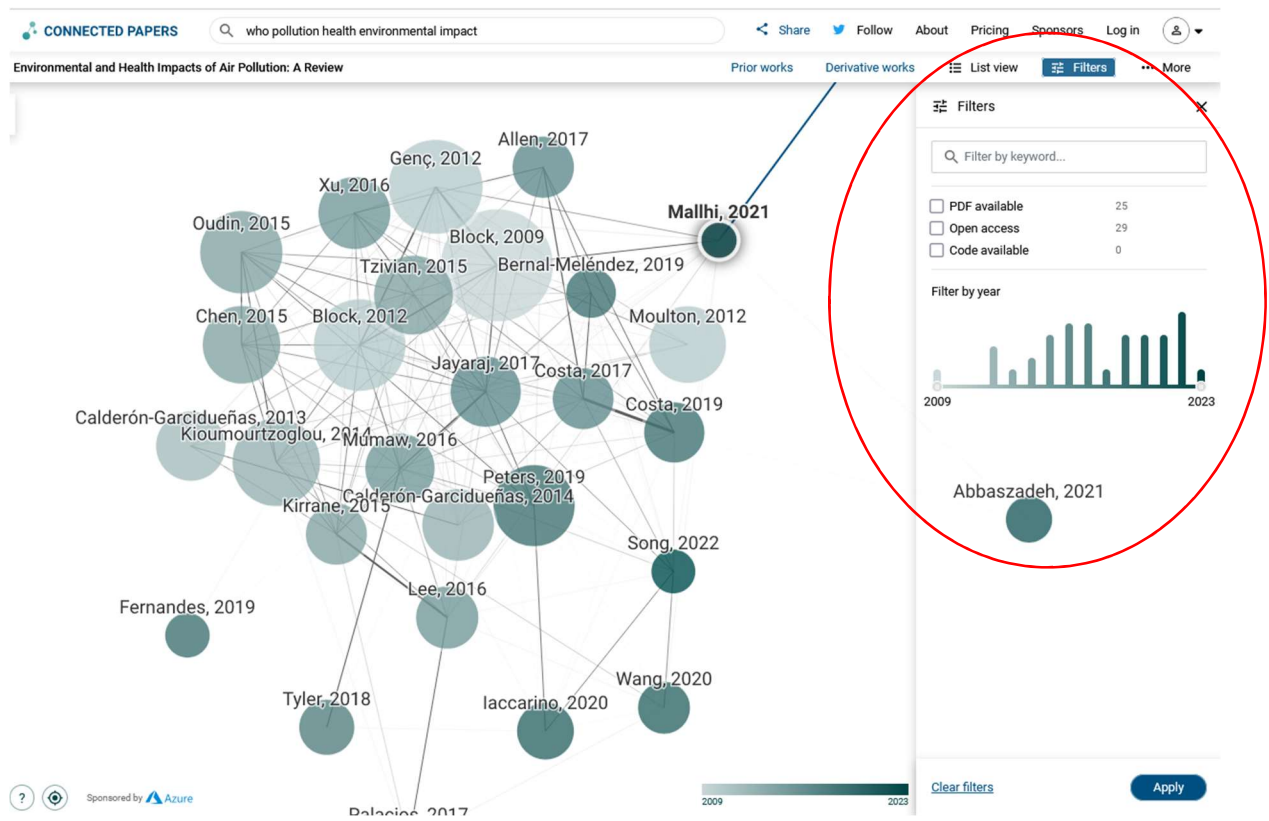 CONNECTED PAPERS
who pollution health environmental impact
Share
Follow
About
Pricing
Sponsors
Log in
Environmental and Health Impacts of Air Pollution: A Review
Prior works
Derivative works
List view
Filters
More
Filters
Filter by keyword...
PDF available 25
Open access 29
Code available 0
Filter by year
2009 2023
Allen, 2017
Genç, 2012
Xu, 2016
Mallhi, 2021
Oudin, 2015
Block, 2009
Tzivian, 2015
Bernal-Meléndez, 2019
Chen, 2015
Block, 2012
Moulton, 2012
Jayaraj, 2017
Costa, 2017
Costa, 2019
Calderón-Garcidueñas, 2013
Kioumourtzoglou, 2014
Mumaw, 2016
Peters, 2019
Calderón-Garcidueñas, 2014
Kirrane, 2015
Abbaszadeh, 2021
Song, 2022
Lee, 2016
Fernandes, 2019
Wang, 2020
Tyler, 2018
Iaccarino, 2020
Palacios, 2017
?
Sponsored by Azure
2009 2023
Clear filters
Apply